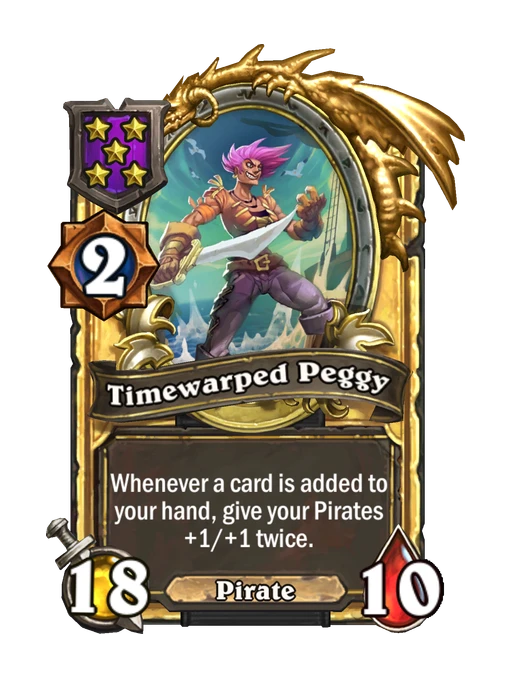 2
Timewarped Peggy
Whenever a card is added to
your hand, give your Pirates
+1/+1 twice.
18
Pirate
10